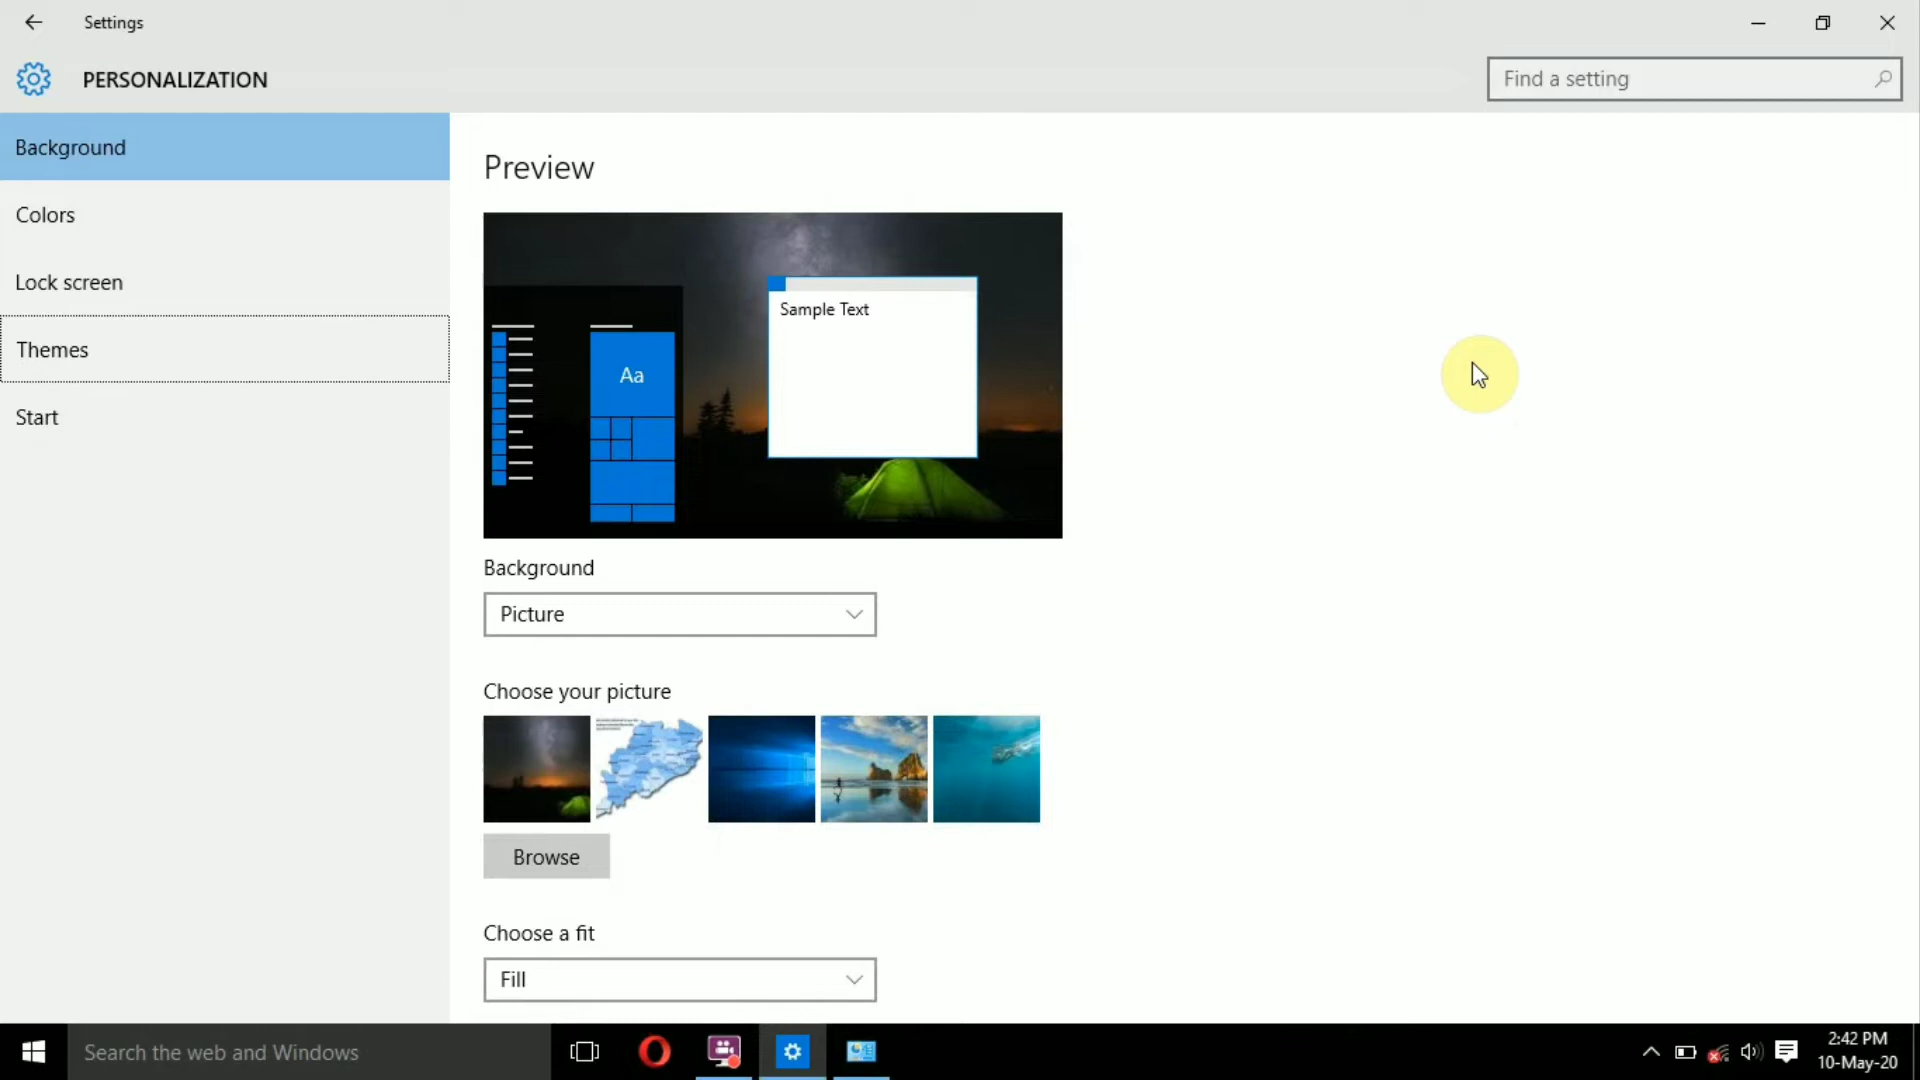 Settings
PERSONALIZATION
Find a setting
Background
Colors
Lock screen
Themes
Start
Preview
Aa
Sample Text
Background
Picture
Choose your picture
Browse
Choose a fit
Fill
Search the web and Windows
2:42 PM
10-May-20